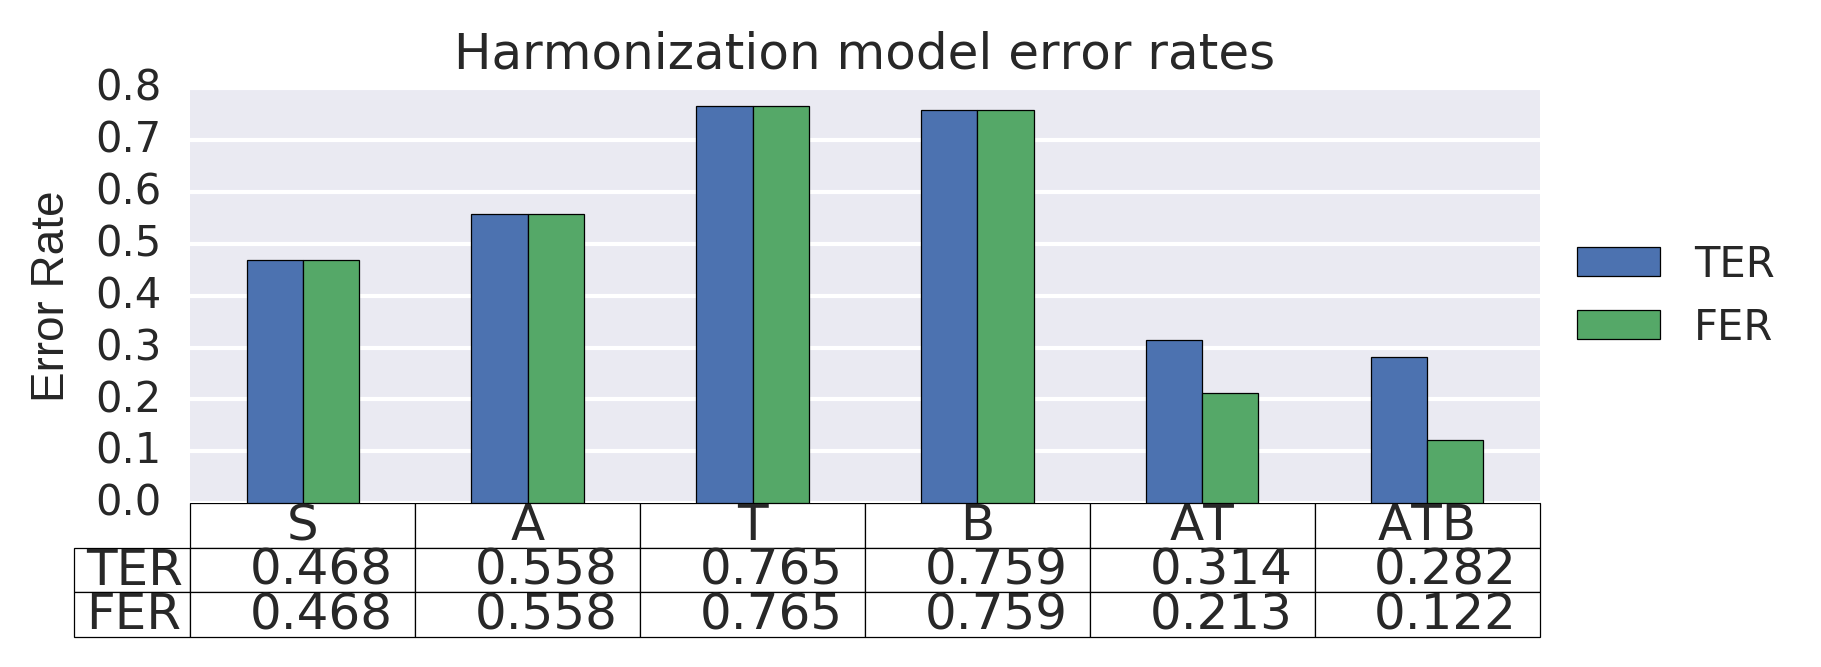 Harmonization model error rates
Error Rate
0.8
0.7
0.6
0.5
0.4
0.3
0.2
0.1
0.0
TER
FER
S A T B AT ATB
TER 0.468 0.558 0.765 0.759 0.314 0.282
FER 0.468 0.558 0.765 0.759 0.213 0.122